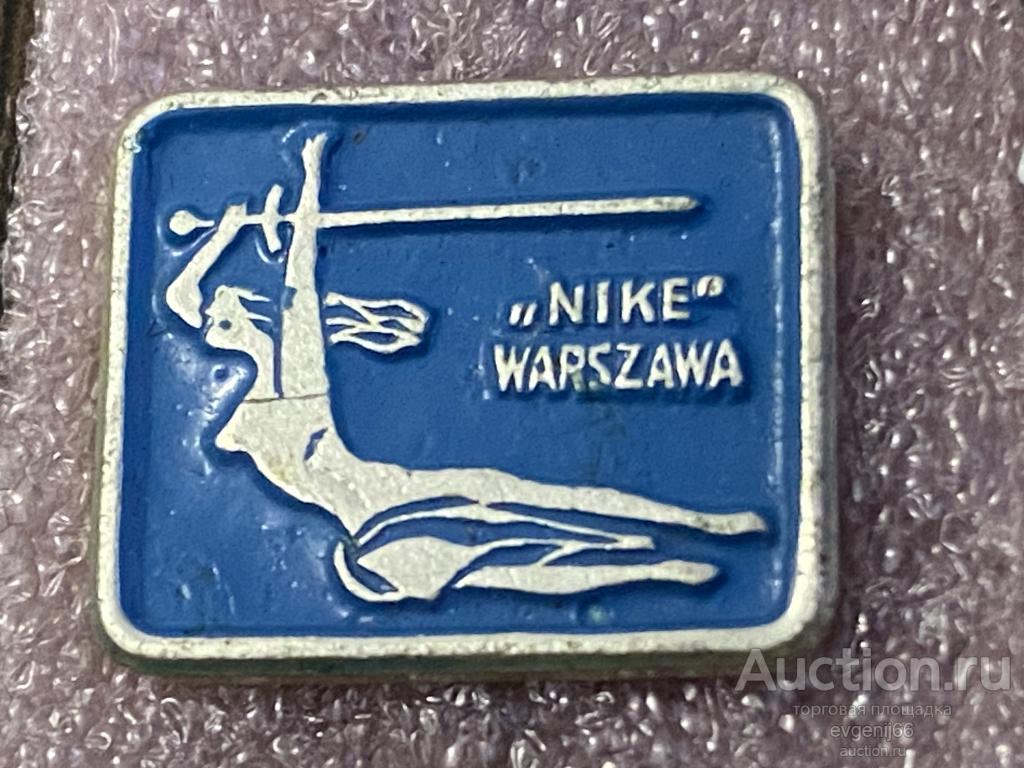 „NIKE"
WARSZAWA
Auction.ru
торговая площадка
evgenij66
auction.ru